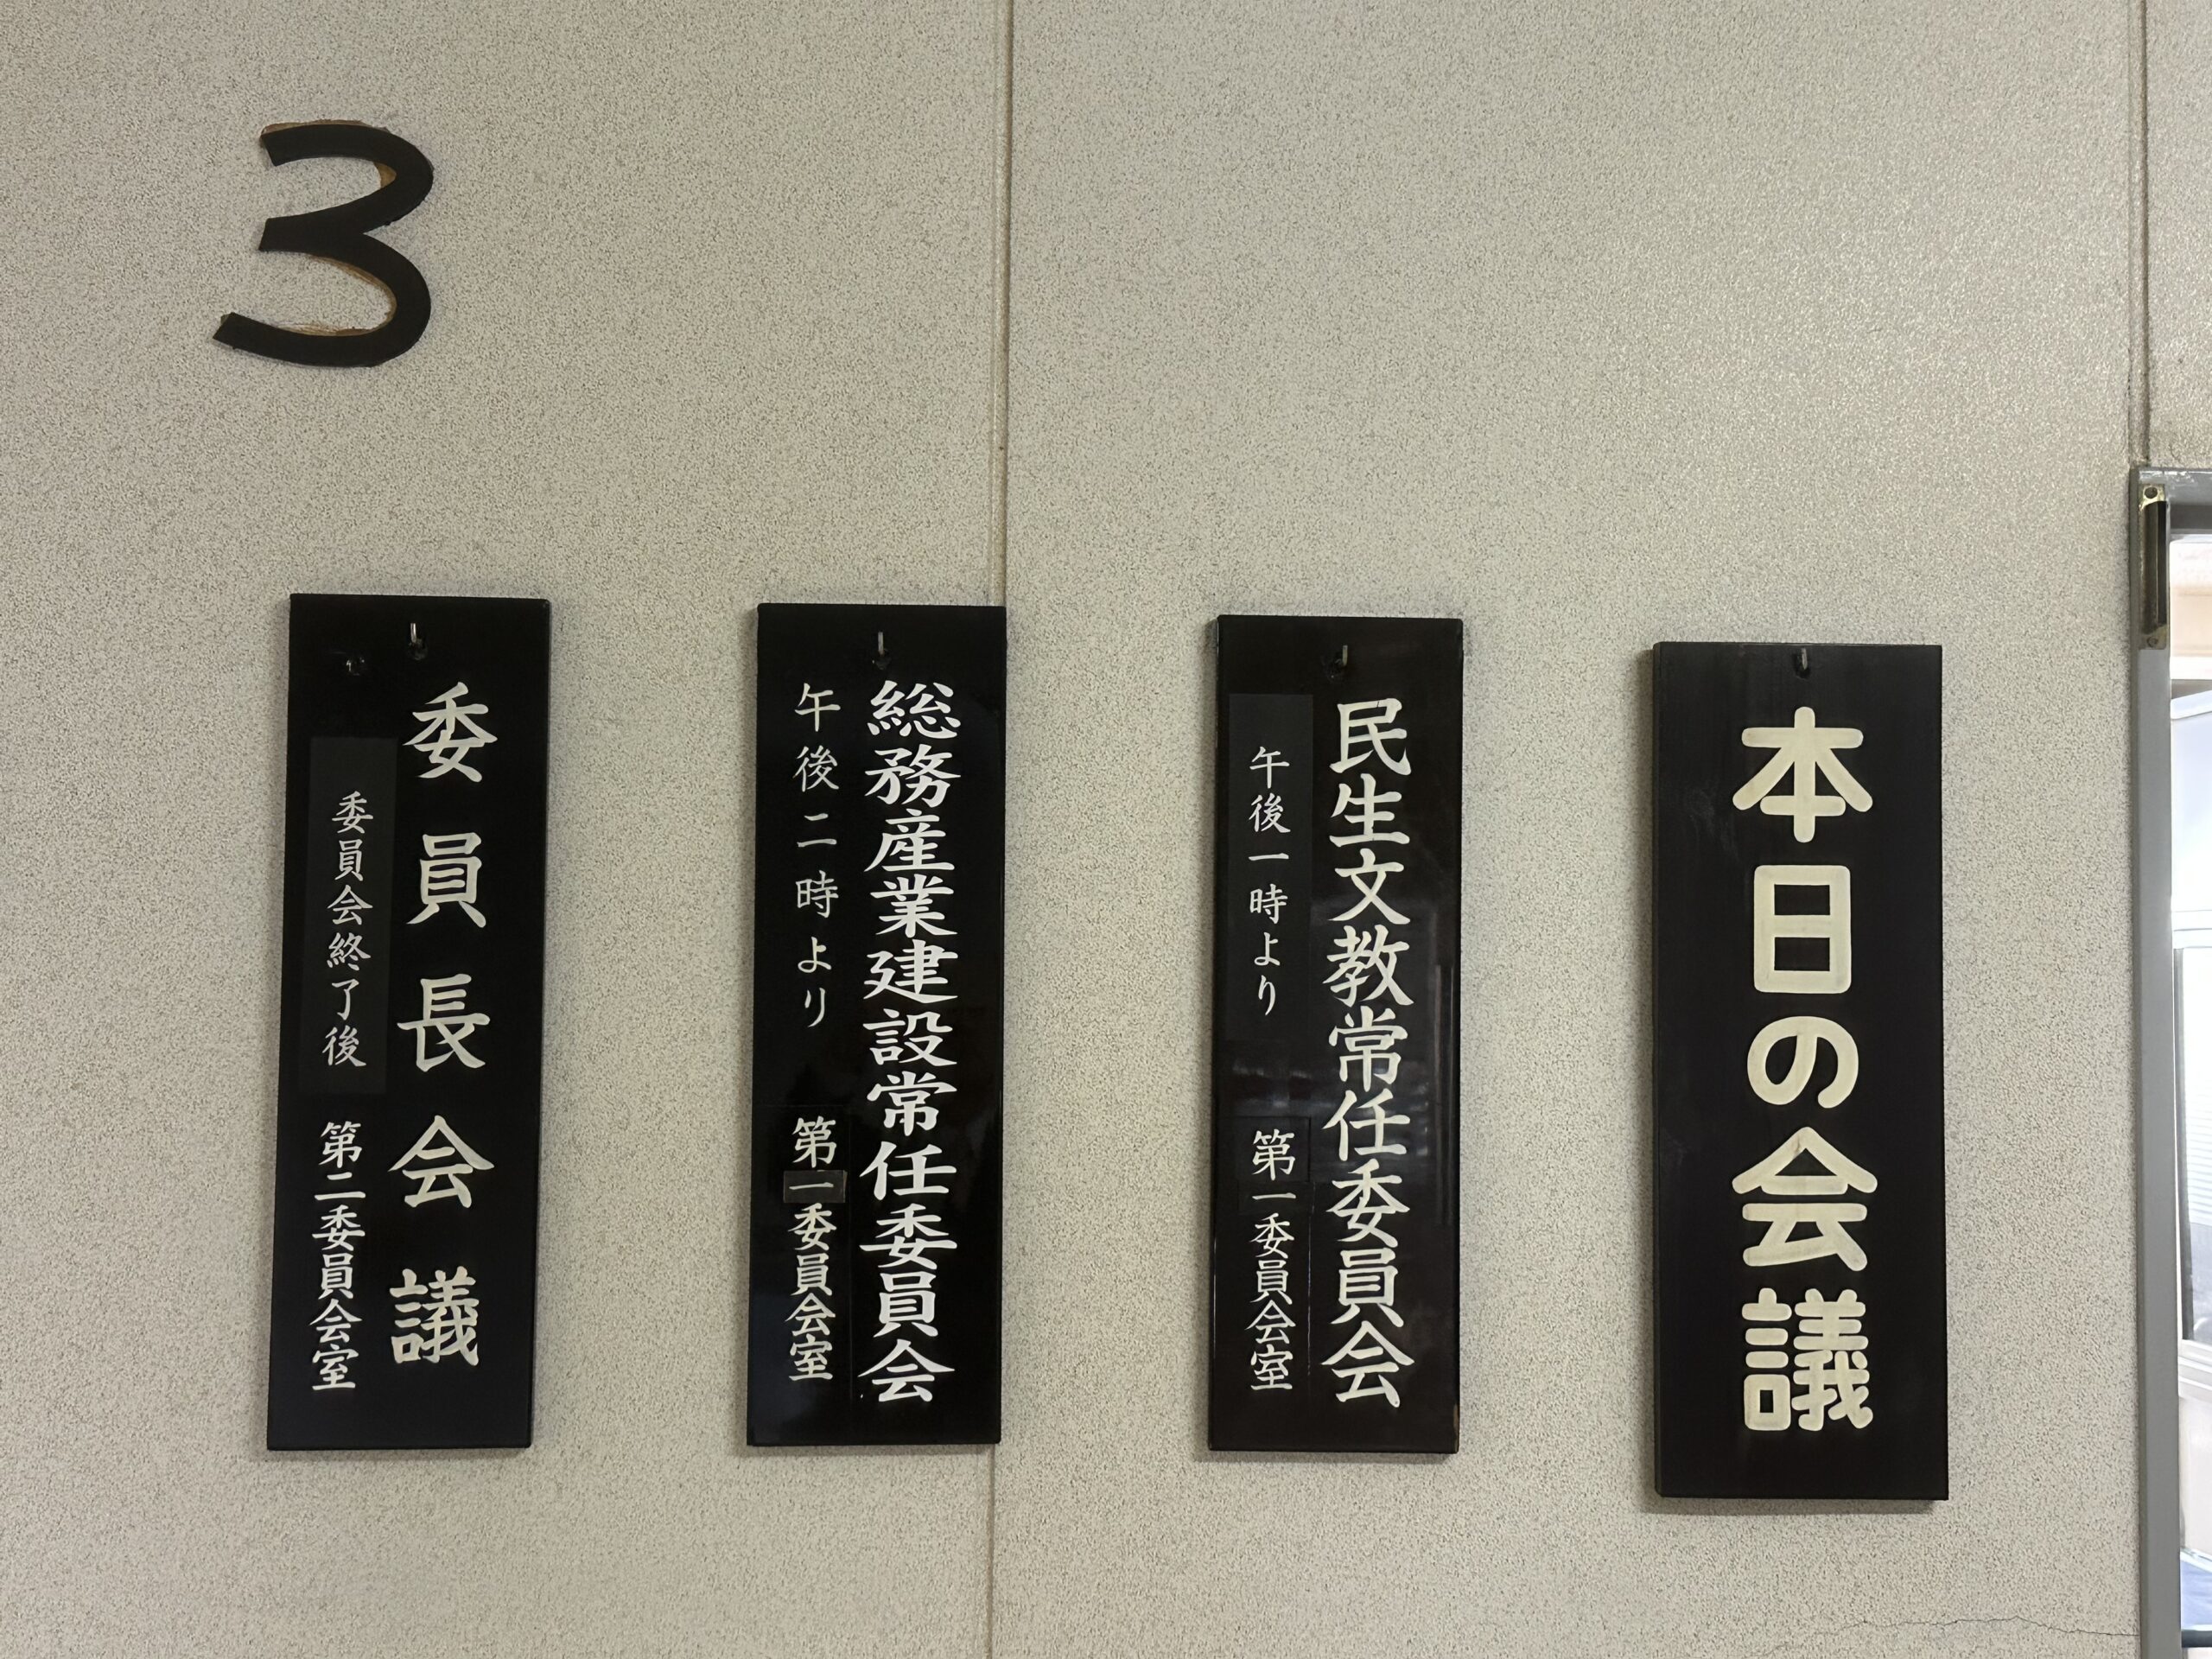 3
本日の会議
民生文教常任委員会
午後一時より 第一委員会室
総務産業建設常任委員会
午後二時より 第一委員会室
委員長会議
委員会終了後 第二委員会室